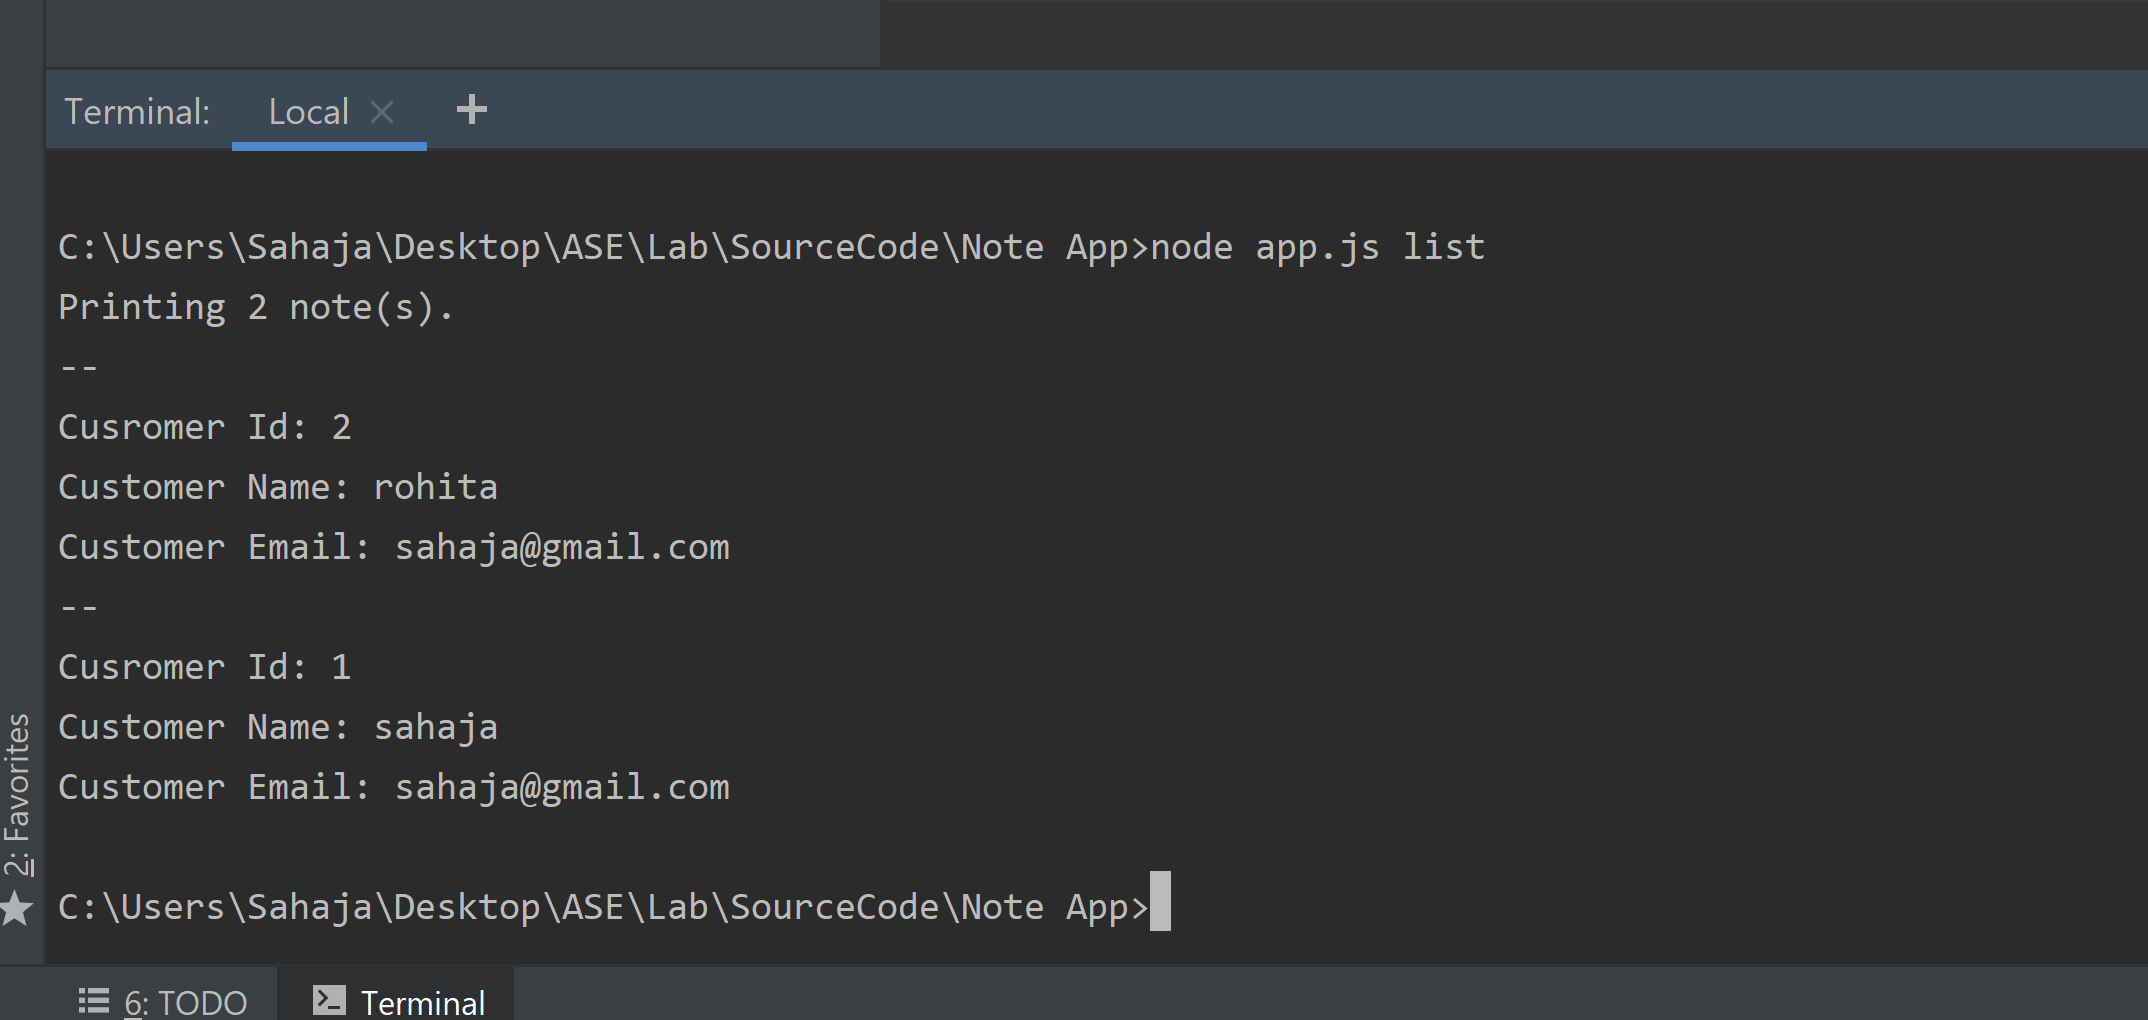 Terminal: Local
C:\Users\Sahaja\Desktop\ASE\Lab\SourceCode\Note App>node app.js list
Printing 2 note(s).
--
Cusromer Id: 2
Customer Name: rohita
Customer Email: sahaja@gmail.com
--
Cusromer Id: 1
Customer Name: sahaja
Customer Email: sahaja@gmail.com
C:\Users\Sahaja\Desktop\ASE\Lab\SourceCode\Note App>
2: Favorites
6: TODO Terminal